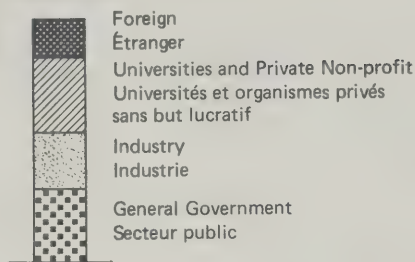 Foreign
Étranger
Universities and Private Non-profit
Universités et organismes privés
sans but lucratif
Industry
Industrie
General Government
Secteur public